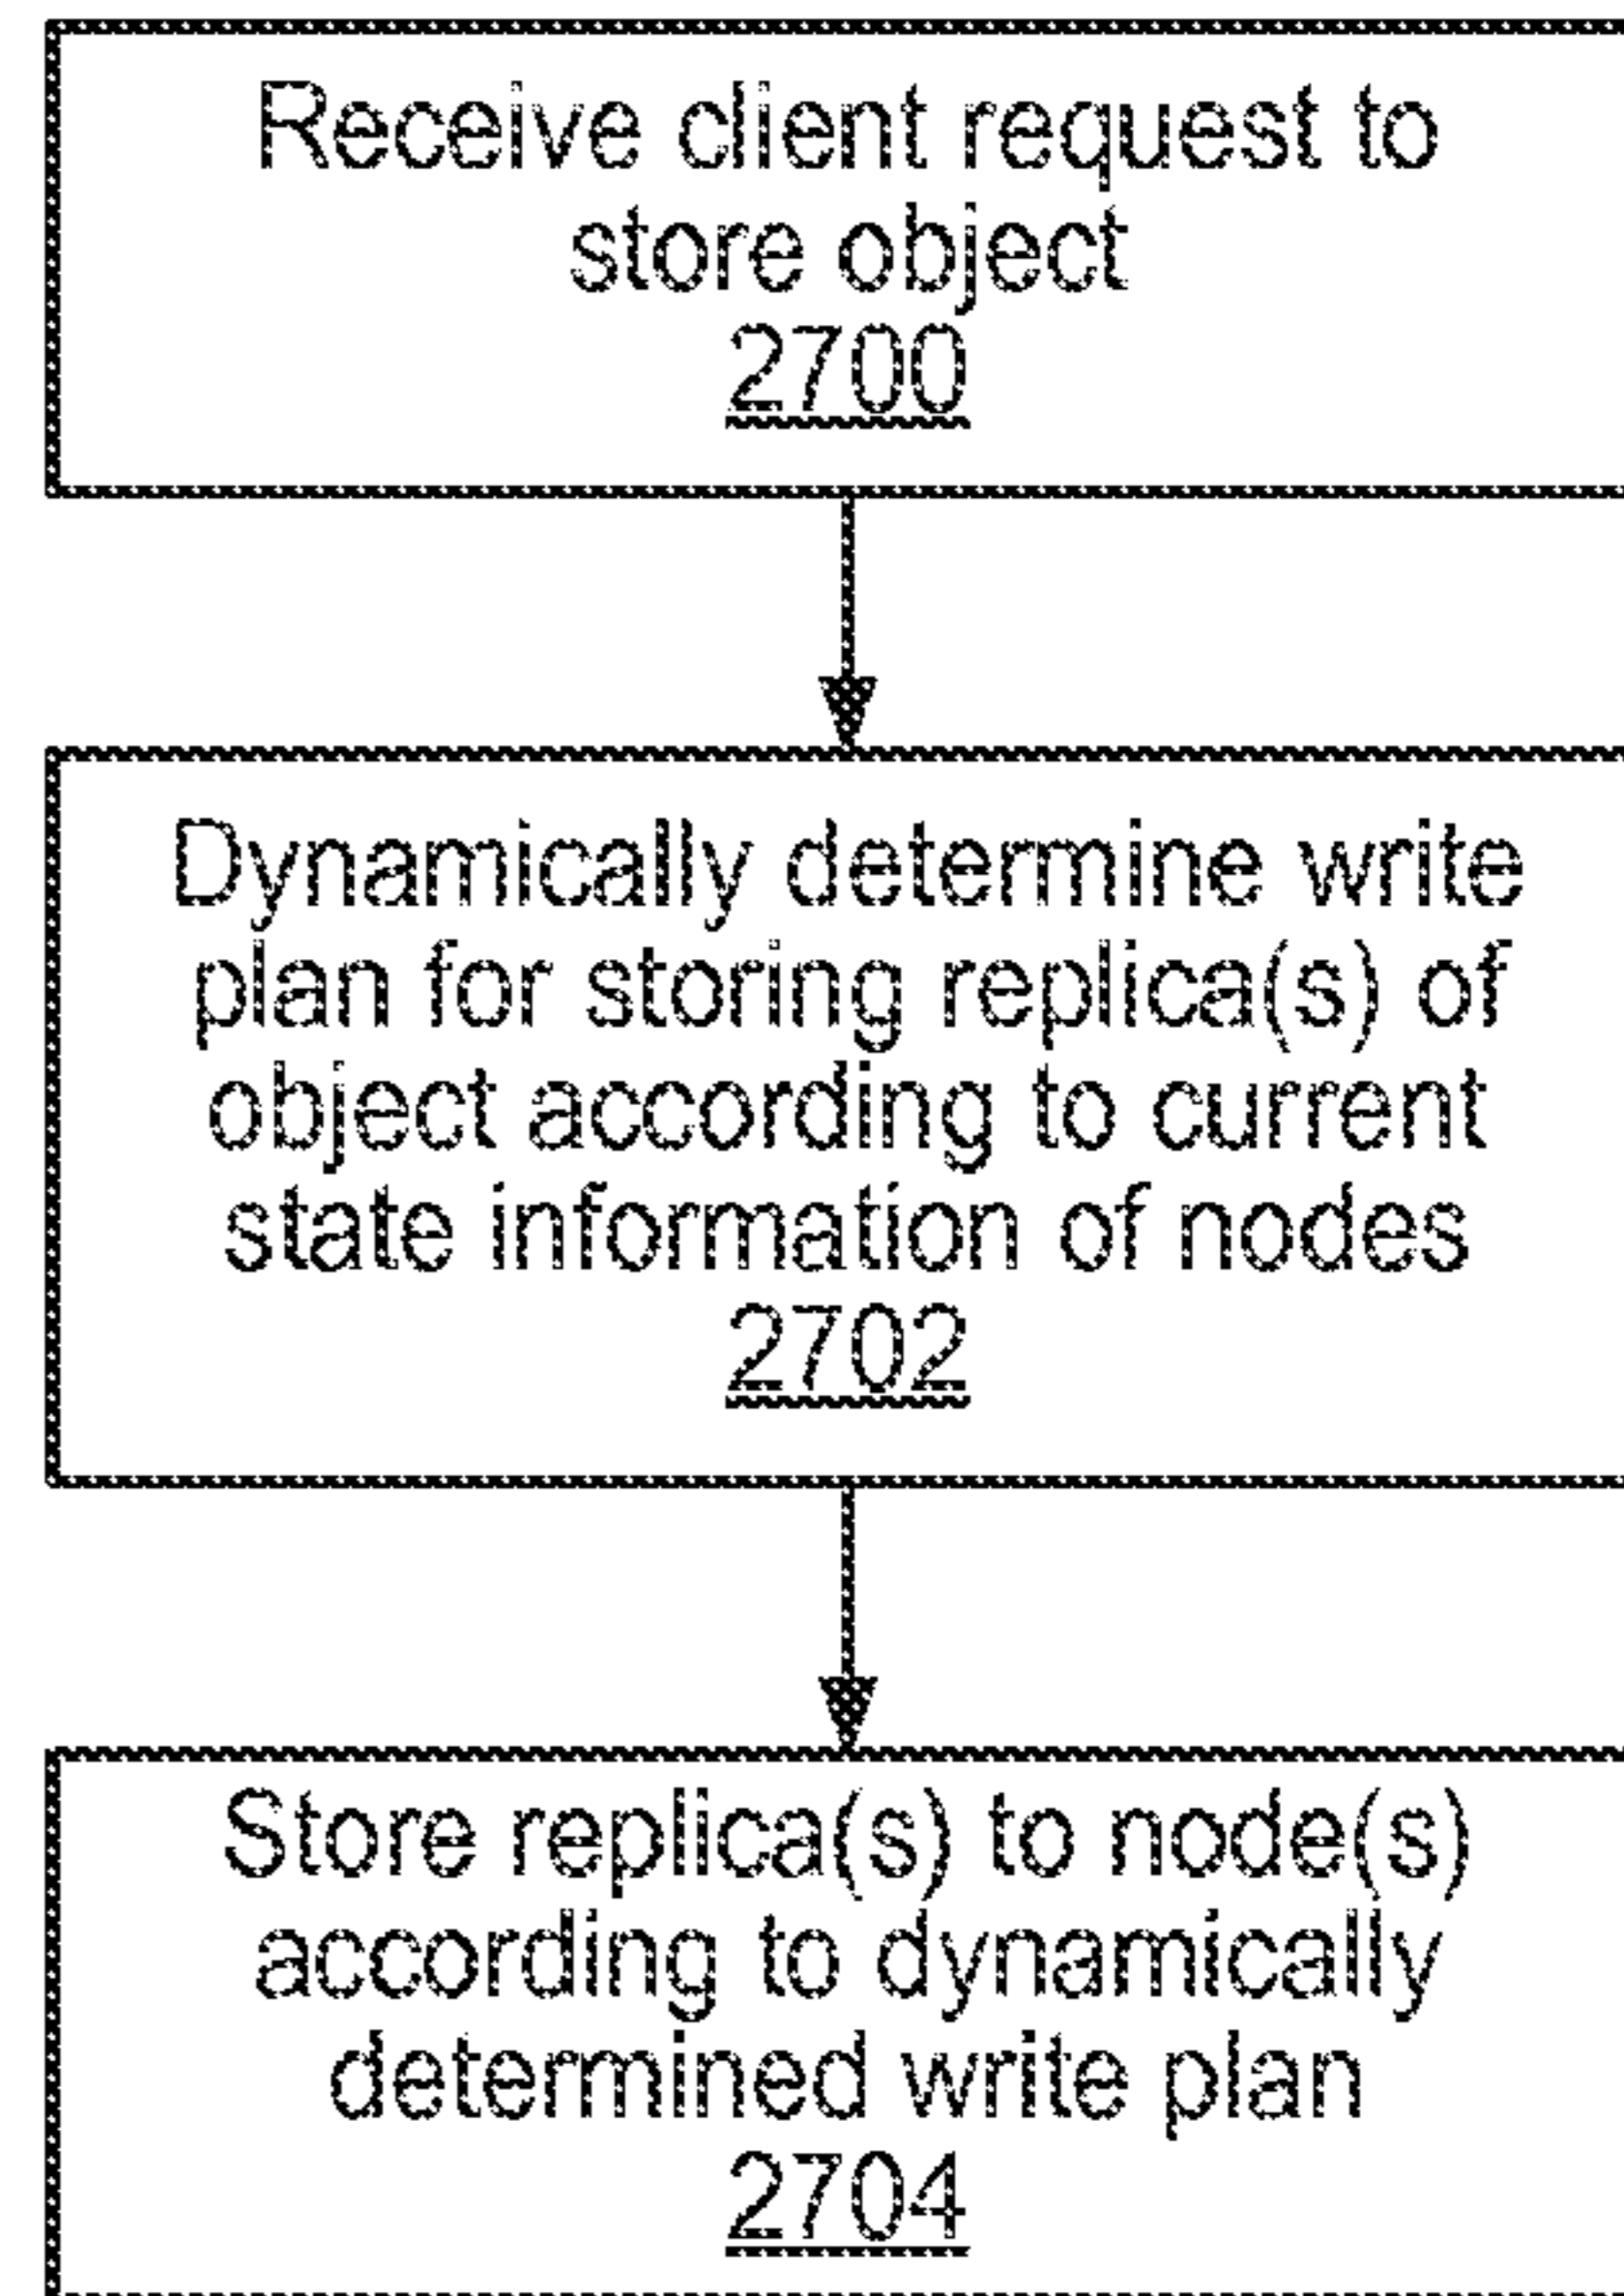 Receive client request to
store object
2700
Dynamically determine write
plan for storing replica(s) of
object according to current
state information of nodes
2702
Store replica(s) to node(s)
according to dynamically
determined write plan
2704